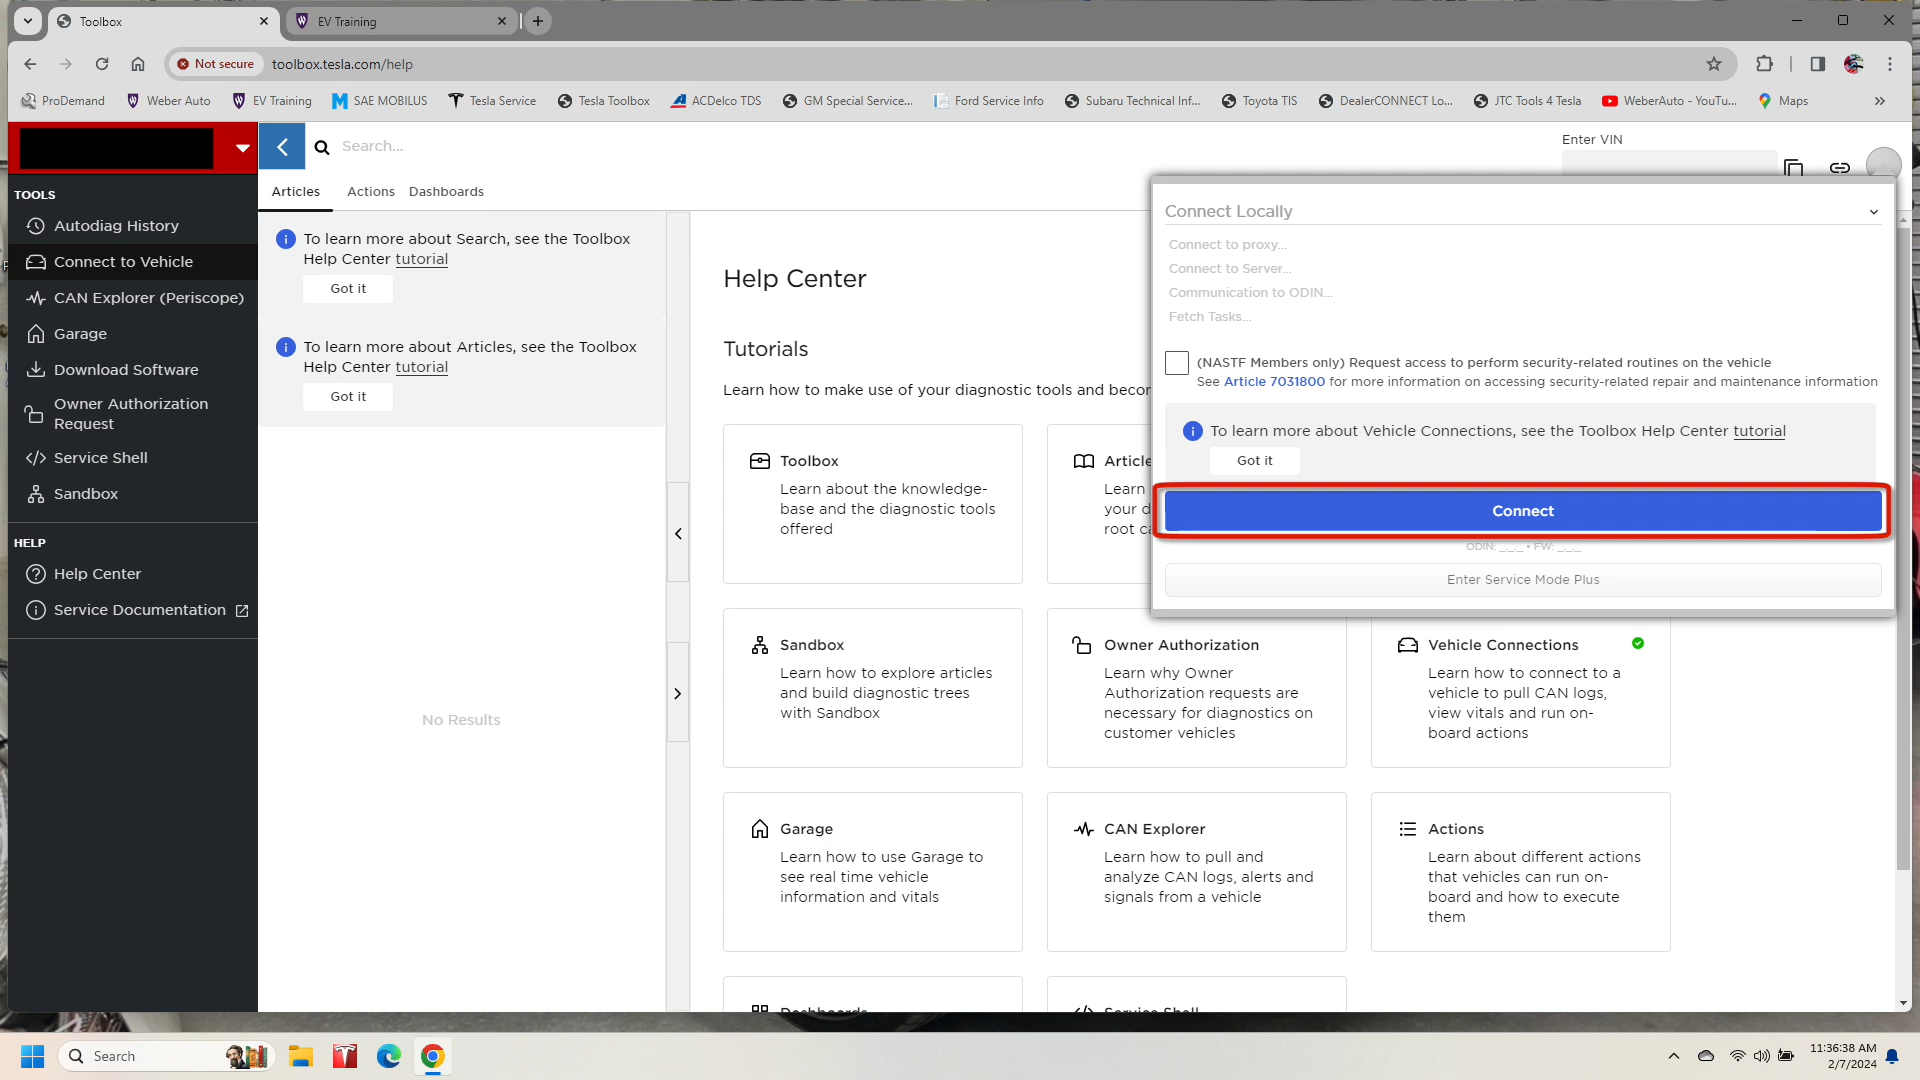 Toolbox
EV Training
Not secure
toolbox.tesla.com/help
ProDemand
Weber Auto
EV Training
SAE MOBILUS
Tesla Service
Tesla Toolbox
ACDelco TDS
GM Special Service...
Ford Service Info
Subaru Technical Inf...
Toyota TIS
DealerCONNECT Lo...
JTC Tools 4 Tesla
WeberAuto - YouTu...
Maps
TOOLS
Autodiag History
Connect to Vehicle
CAN Explorer (Periscope)
Garage
Download Software
Owner Authorization
Request
Service Shell
Sandbox
HELP
Help Center
Service Documentation
Search...
Enter VIN
Articles
Actions
Dashboards
To learn more about Search, see the Toolbox
Help Center tutorial
Got it
To learn more about Articles, see the Toolbox
Help Center tutorial
Got it
No Results
Help Center
Tutorials
Learn how to make use of your diagnostic tools and becor
Toolbox
Learn about the knowledge-
base and the diagnostic tools
offered
Article
Learn
your d
root ca
Connect Locally
Connect to proxy...
Connect to Server...
Communication to ODIN...
Fetch Tasks...
(NASTF Members only) Request access to perform security-related routines on the vehicle
See Article 7031800 for more information on accessing security-related repair and maintenance information
To learn more about Vehicle Connections, see the Toolbox Help Center tutorial
Got it
Connect
ODIN: _._._ • FW: _._._
Enter Service Mode Plus
Sandbox
Learn how to explore articles
and build diagnostic trees
with Sandbox
Owner Authorization
Learn why Owner
Authorization requests are
necessary for diagnostics on
customer vehicles
Vehicle Connections
Learn how to connect to a
vehicle to pull CAN logs,
view vitals and run on-
board actions
Garage
Learn how to use Garage to
see real time vehicle
information and vitals
CAN Explorer
Learn how to pull and
analyze CAN logs, alerts and
signals from a vehicle
Actions
Learn about different actions
that vehicles can run on-
board and how to execute
them
Dashboards
Service Shell
Search
11:36:38 AM
2/7/2024